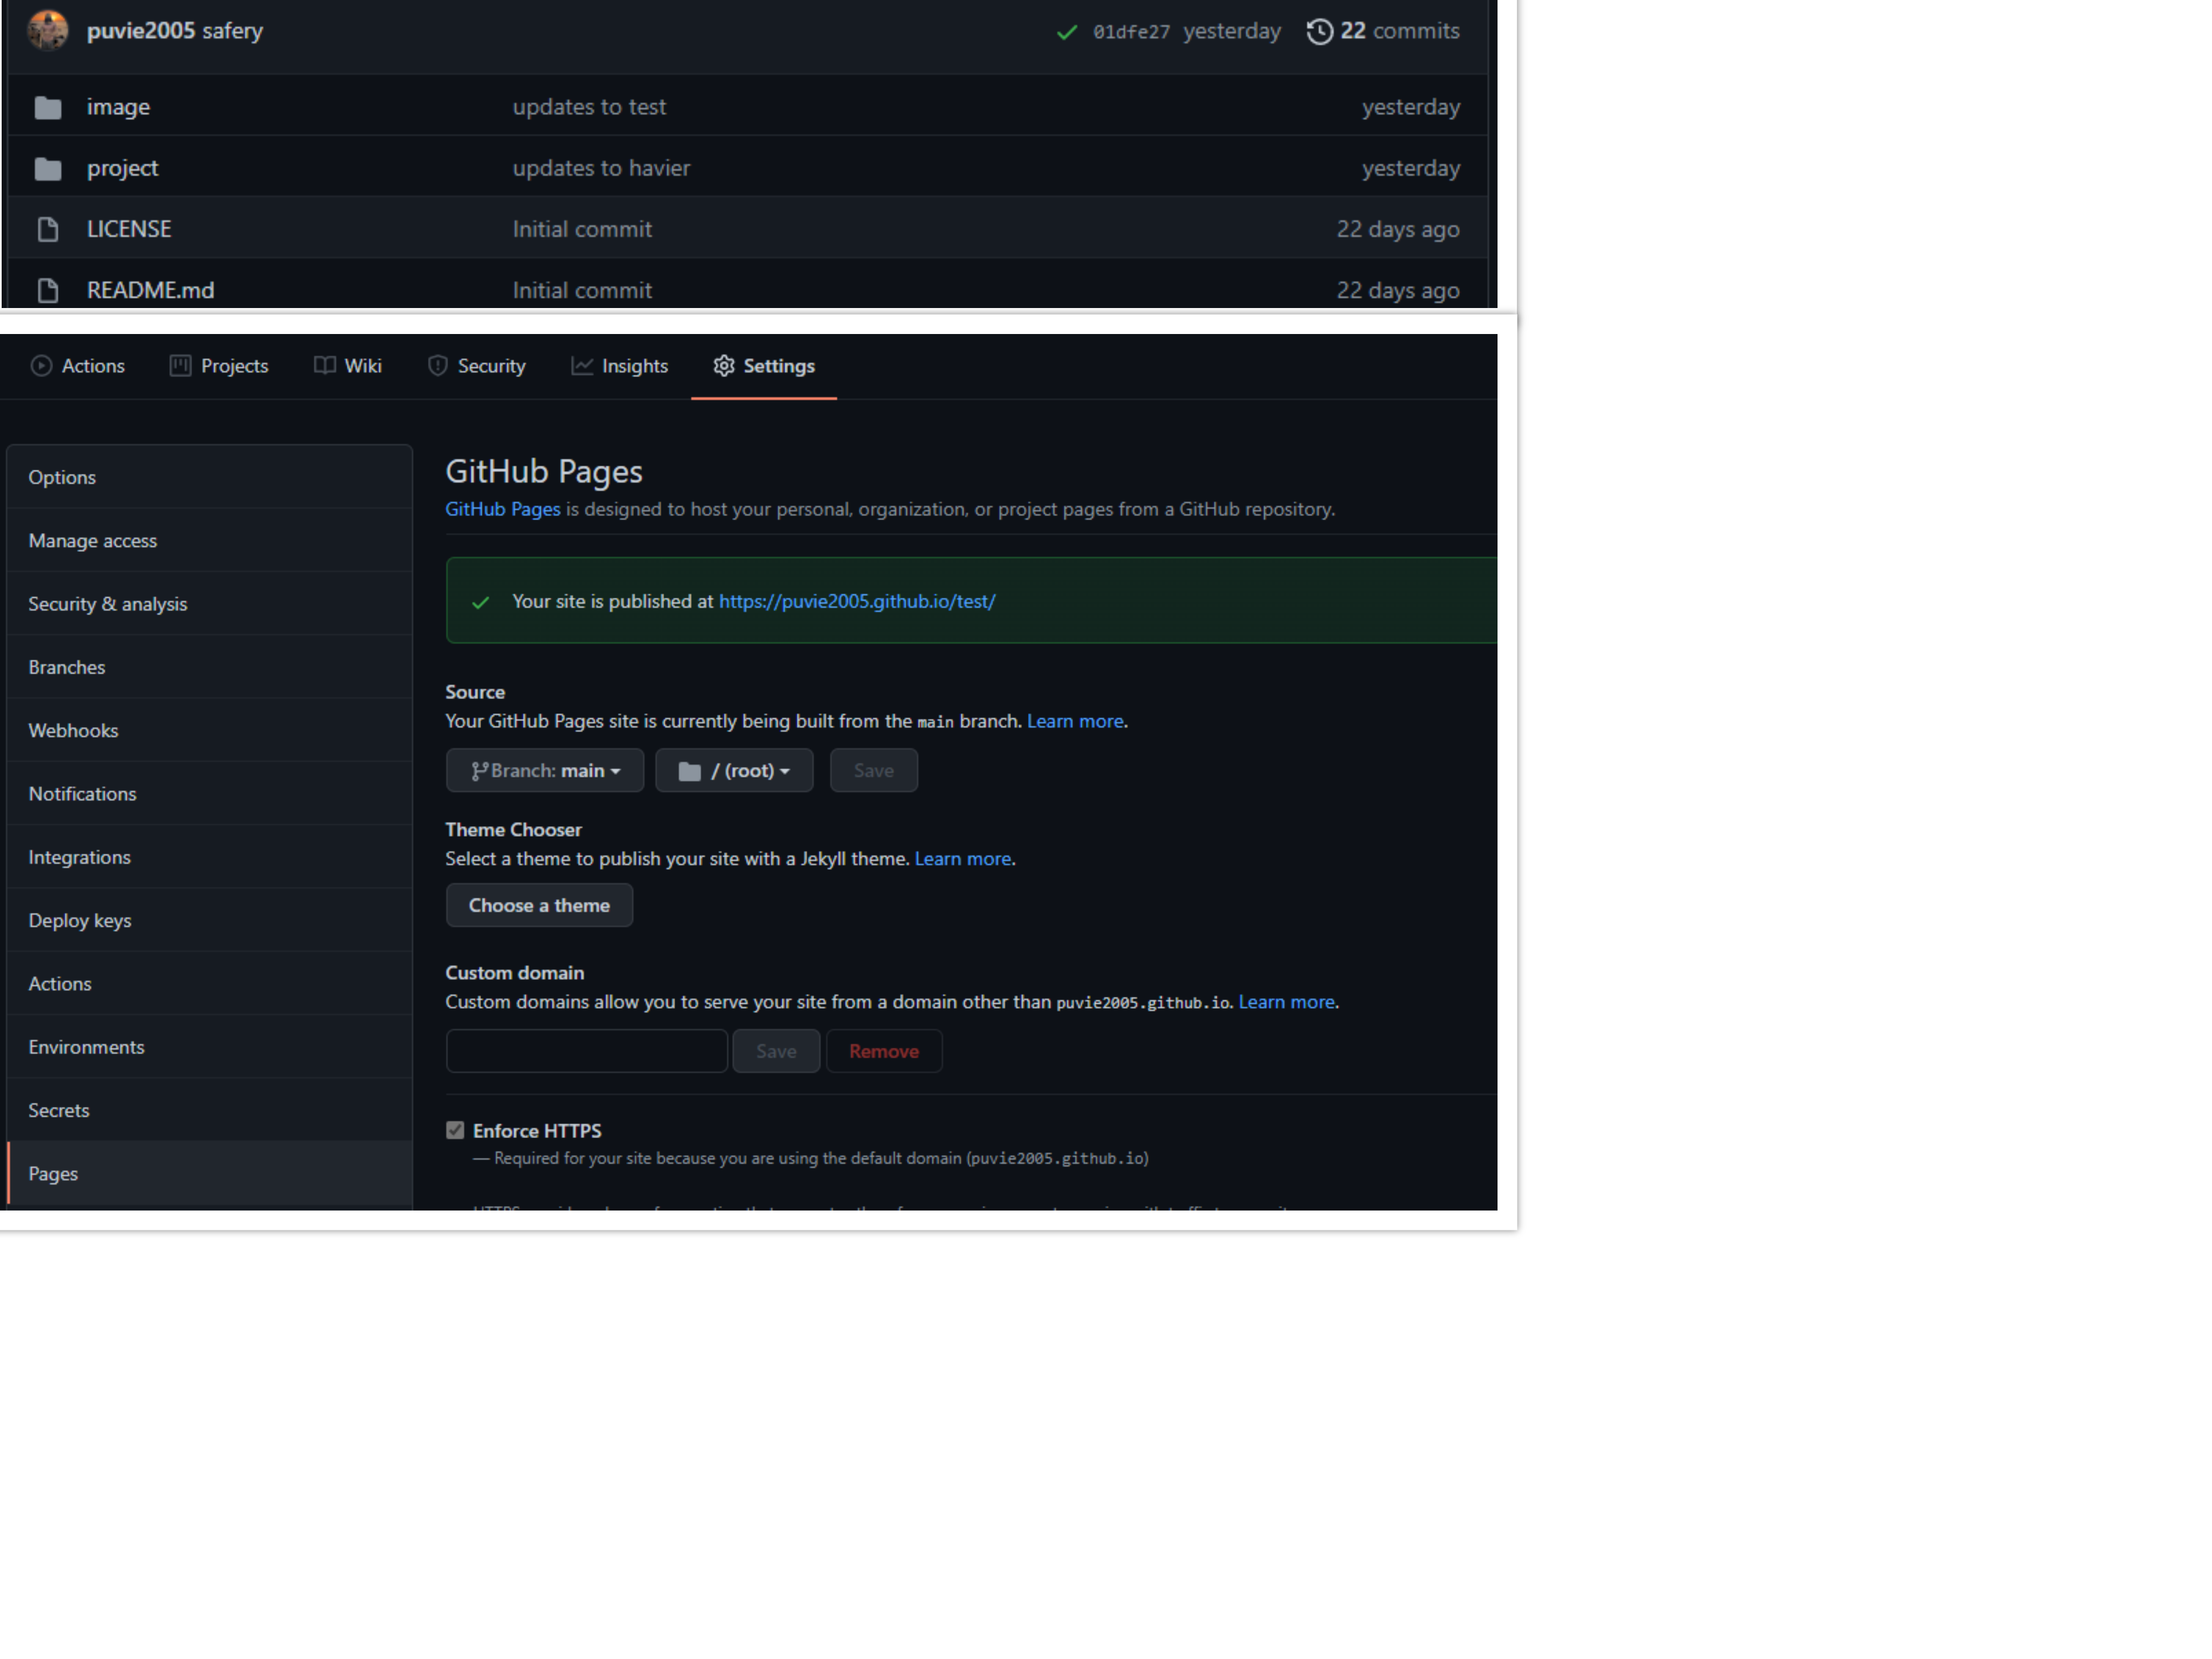 puvie2005 safery 01dfe27 yesterday 22 commits
image updates to test yesterday
project updates to havier yesterday
LICENSE Initial commit 22 days ago
README.md Initial commit 22 days ago
Actions Projects Wiki Security Insights Settings
Options
Manage access
Security & analysis
Branches
Webhooks
Notifications
Integrations
Deploy keys
Actions
Environments
Secrets
Pages
GitHub Pages
GitHub Pages is designed to host your personal, organization, or project pages from a GitHub repository.
Your site is published at https://puvie2005.github.io/test/
Source
Your GitHub Pages site is currently being built from the main branch. Learn more.
Branch: main / (root) Save
Theme Chooser
Select a theme to publish your site with a Jekyll theme. Learn more.
Choose a theme
Custom domain
Custom domains allow you to serve your site from a domain other than puvie2005.github.io. Learn more.
Save Remove
Enforce HTTPS
— Required for your site because you are using the default domain (puvie2005.github.io)